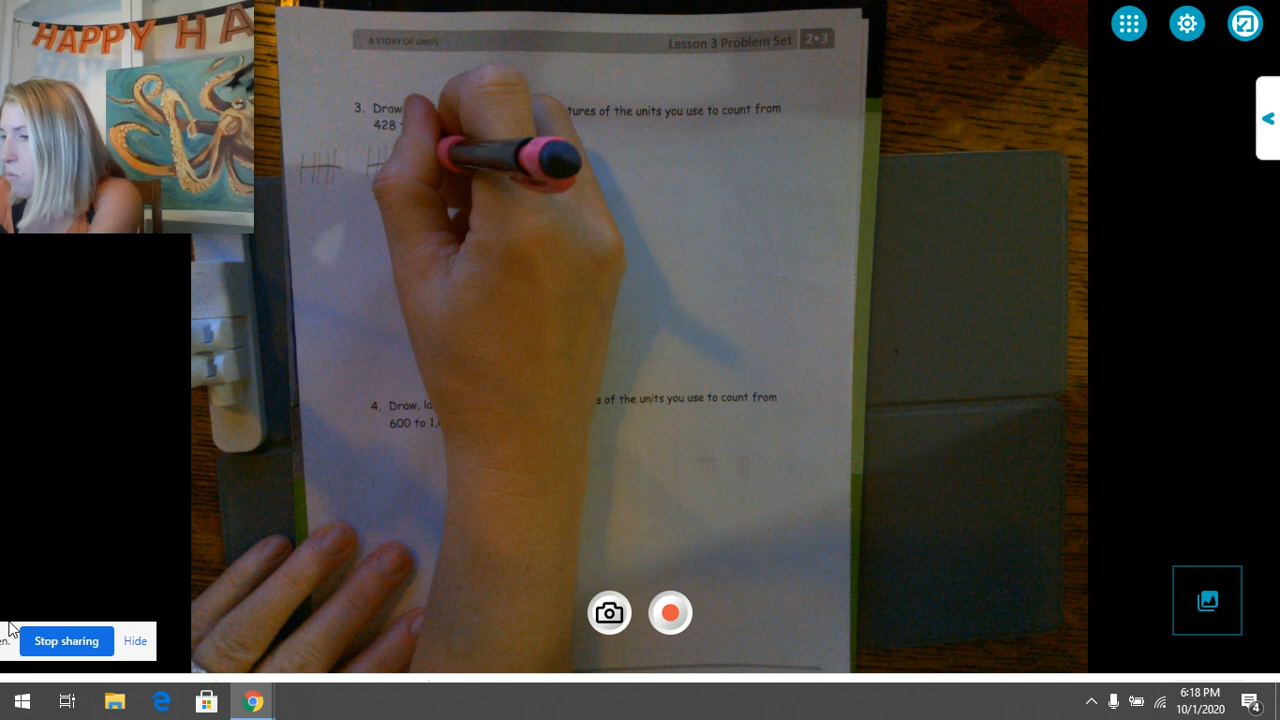 HAPPY HA
A STORY OF UNITS
Lesson 3 Problem Set 2•3
3. Draw
tures of the units you use to count from
428
4. Draw, la
s of the units you use to count from
600 to 1,
en.
Stop sharing
Hide
6:18 PM
10/1/2020
4